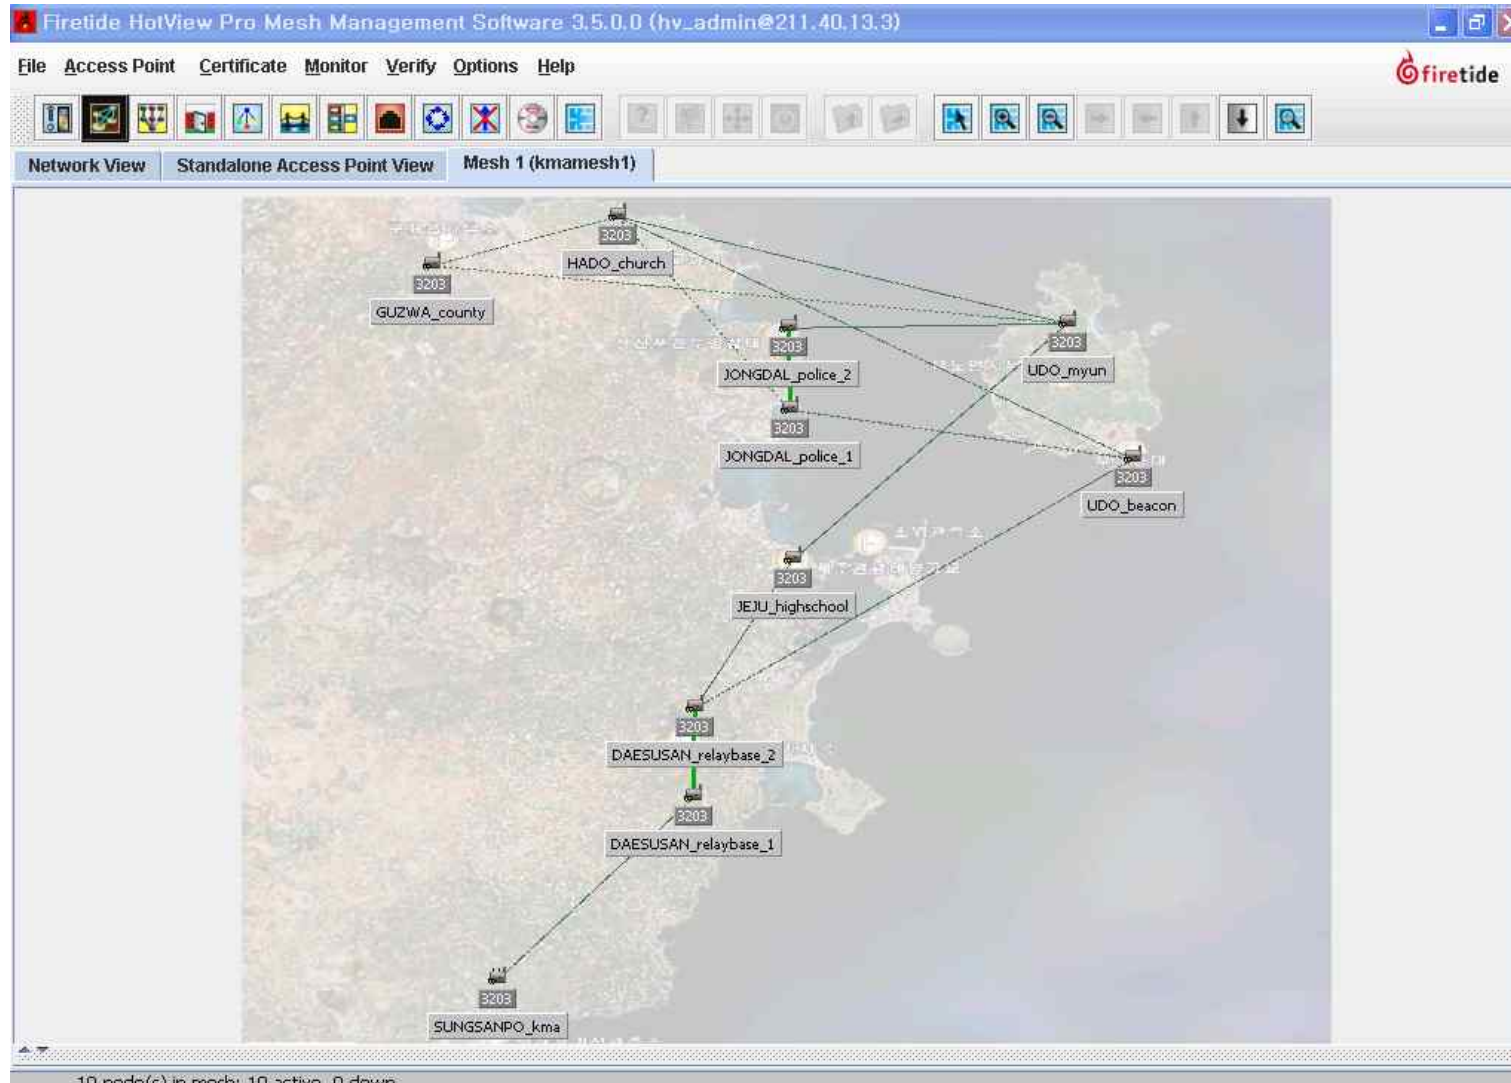 Firetide HotView Pro Mesh Management Software 3.5.0.0 (hv_admin@211.40.13.3)
File Access Point Certificate Monitor Verify Options Help
firetide
Network View Standalone Access Point View Mesh 1 (kmamesh1)
3203
HADO_church
3203
GUZWA_county
3203
JONGDAL_police_2
3203
UDO_myun
3203
JONGDAL_police_1
3203
UDO_beacon
3203
JEJU_highschool
3203
DAESUSAN_relaybase_2
3203
DAESUSAN_relaybase_1
3203
SUNGSANPO_kma
10 node(s) in mesh: 10 active, 0 down